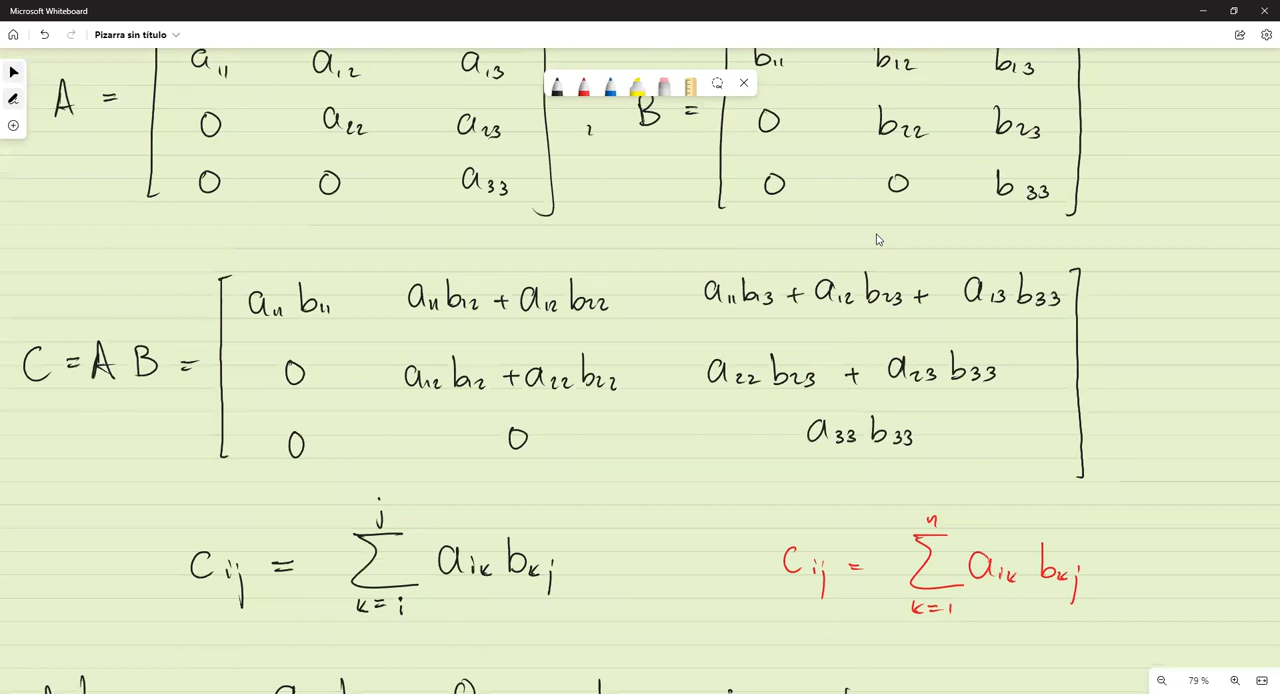 Microsoft Whiteboard
Pizarra sin título
A = [ a11 a12 a13
0 a22 a23
0 0 a33 ] , B = [ b11 b12 b13
0 b22 b23
0 0 b33 ]
C = A B = [ a11 b11 a11 b12 + a12 b22 a11 b13 + a12 b23 + a13 b33
0 a12 b12 + a22 b22 a22 b23 + a23 b33
0 0 a33 b33 ]
cij = ∑_{k=i}^{j} aik bkj
cij = ∑_{k=1}^{n} aik bkj
79 %